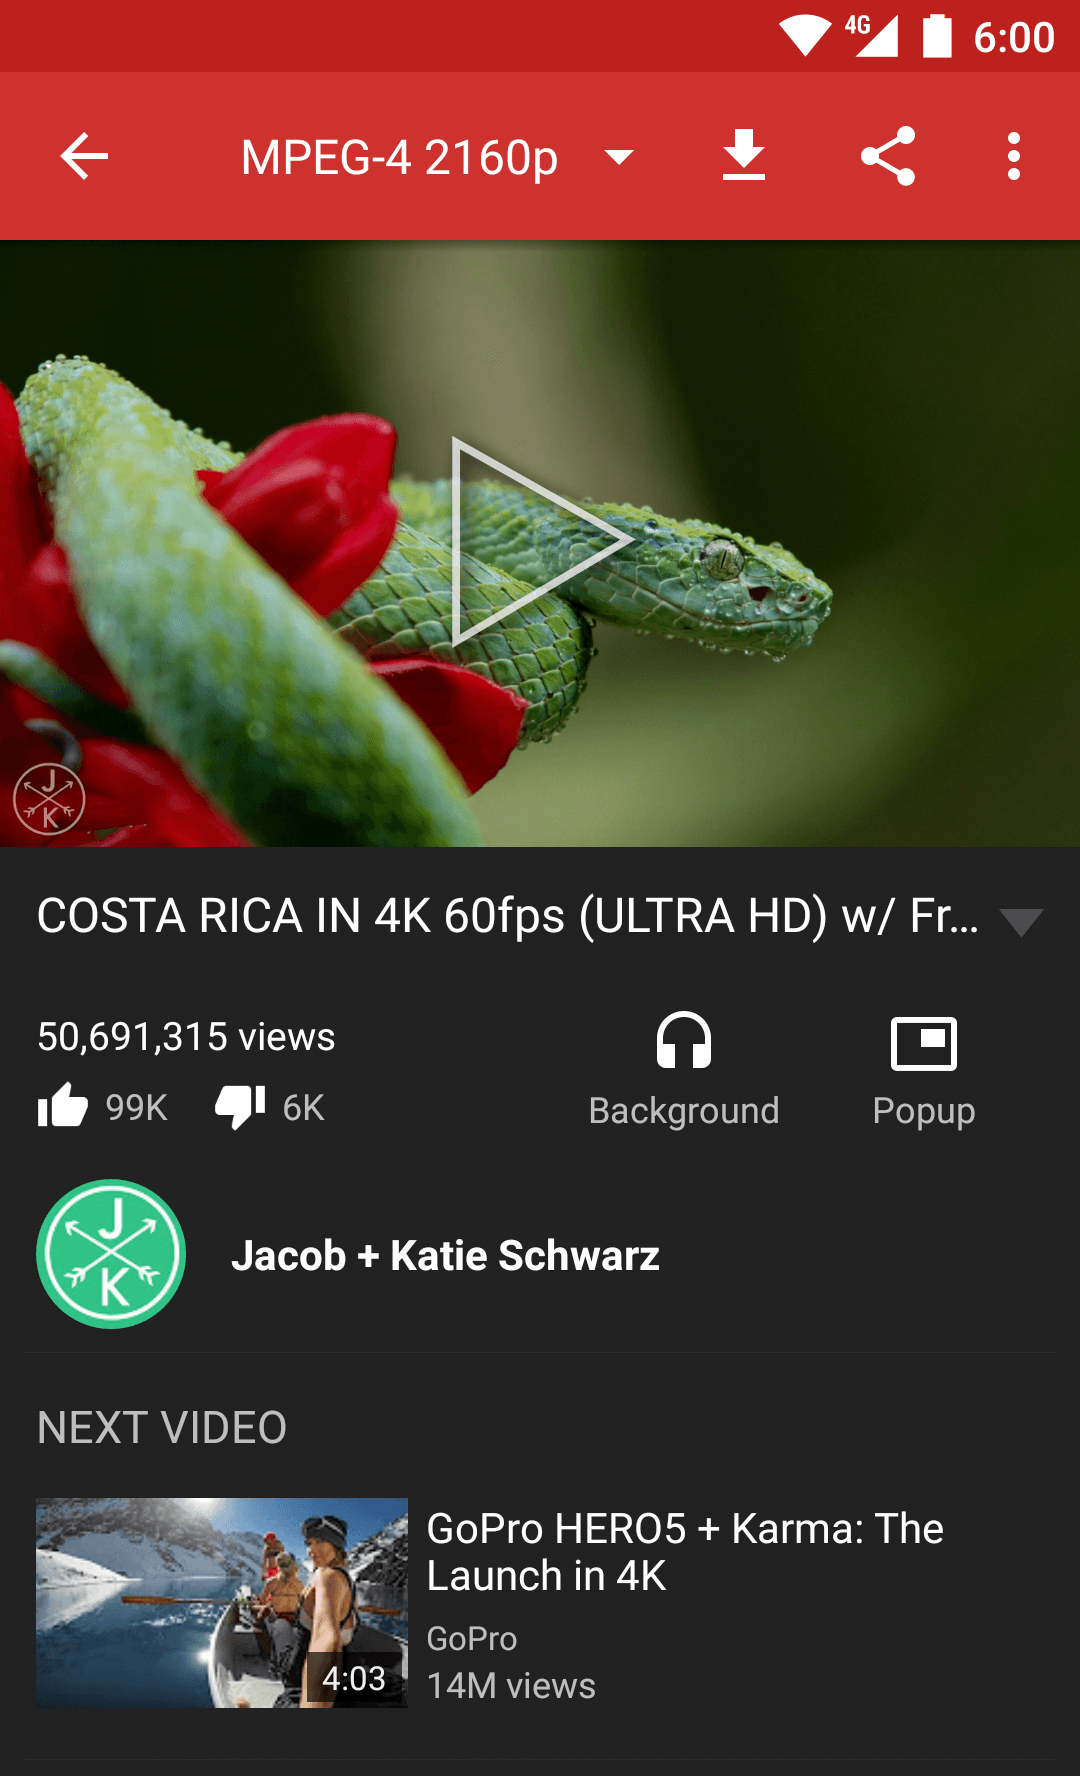 4G 6:00
MPEG-4 2160p
J
K
COSTA RICA IN 4K 60fps (ULTRA HD) w/ Fr...
50,691,315 views
99K 6K
Background Popup
J
K
Jacob + Katie Schwarz
NEXT VIDEO
GoPro HERO5 + Karma: The
Launch in 4K
GoPro
4:03
14M views